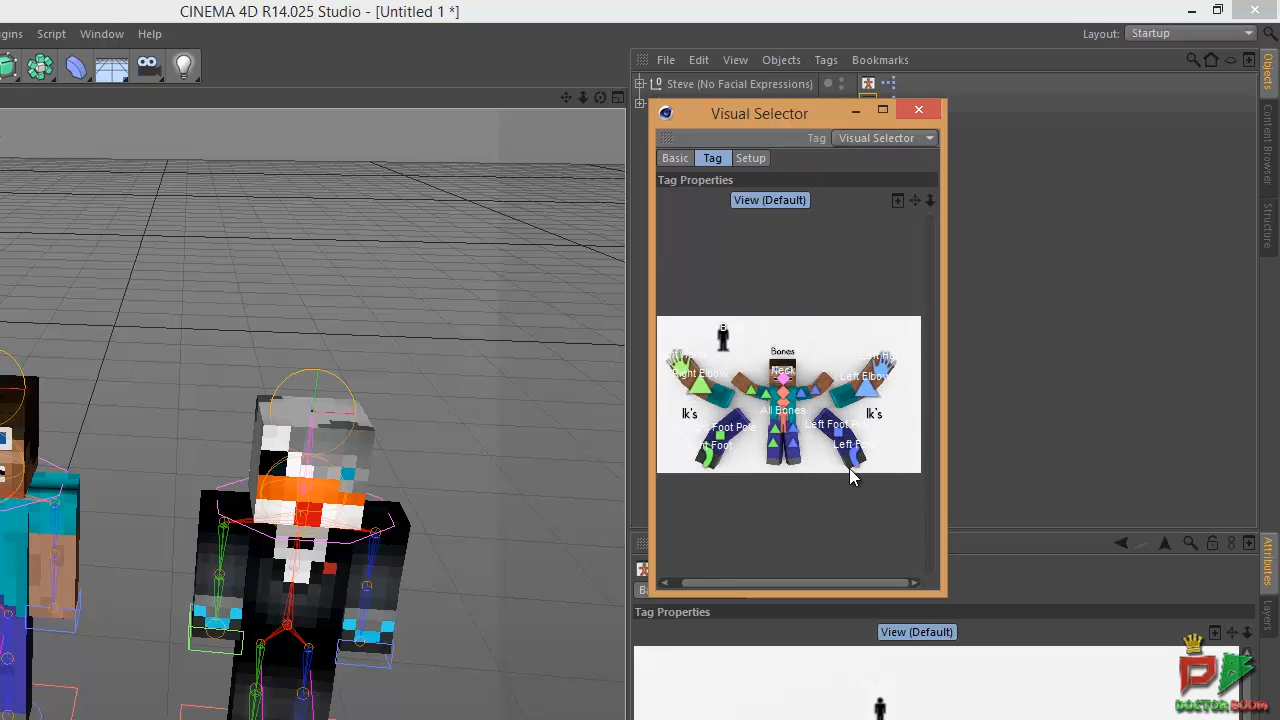 CINEMA 4D R14.025 Studio - [Untitled 1 *]
gins Script Window Help
Layout: Startup
File Edit View Objects Tags Bookmarks
Steve (No Facial Expressions)
Visual Selector
Tag Visual Selector
Basic Tag Setup
Tag Properties
View (Default)
Bones
Neck
Right Elbow
Left Elbow
All Bones
Ik's
Ik's
Foot Pole
Left Foot
Objects
Content Browser
Structure
Attributes
Layers
Tag Properties
View (Default)
DOCTOR BOOM